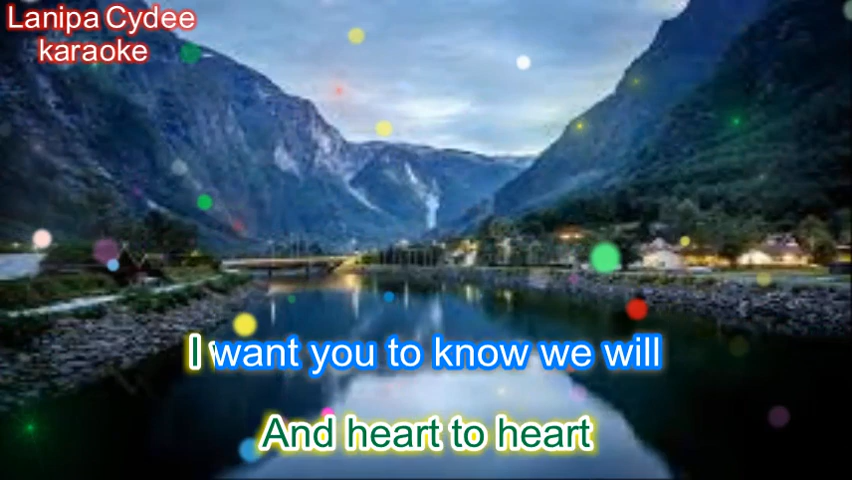 Lanipa Cydee
karaoke
I want you to know we will
And heart to heart